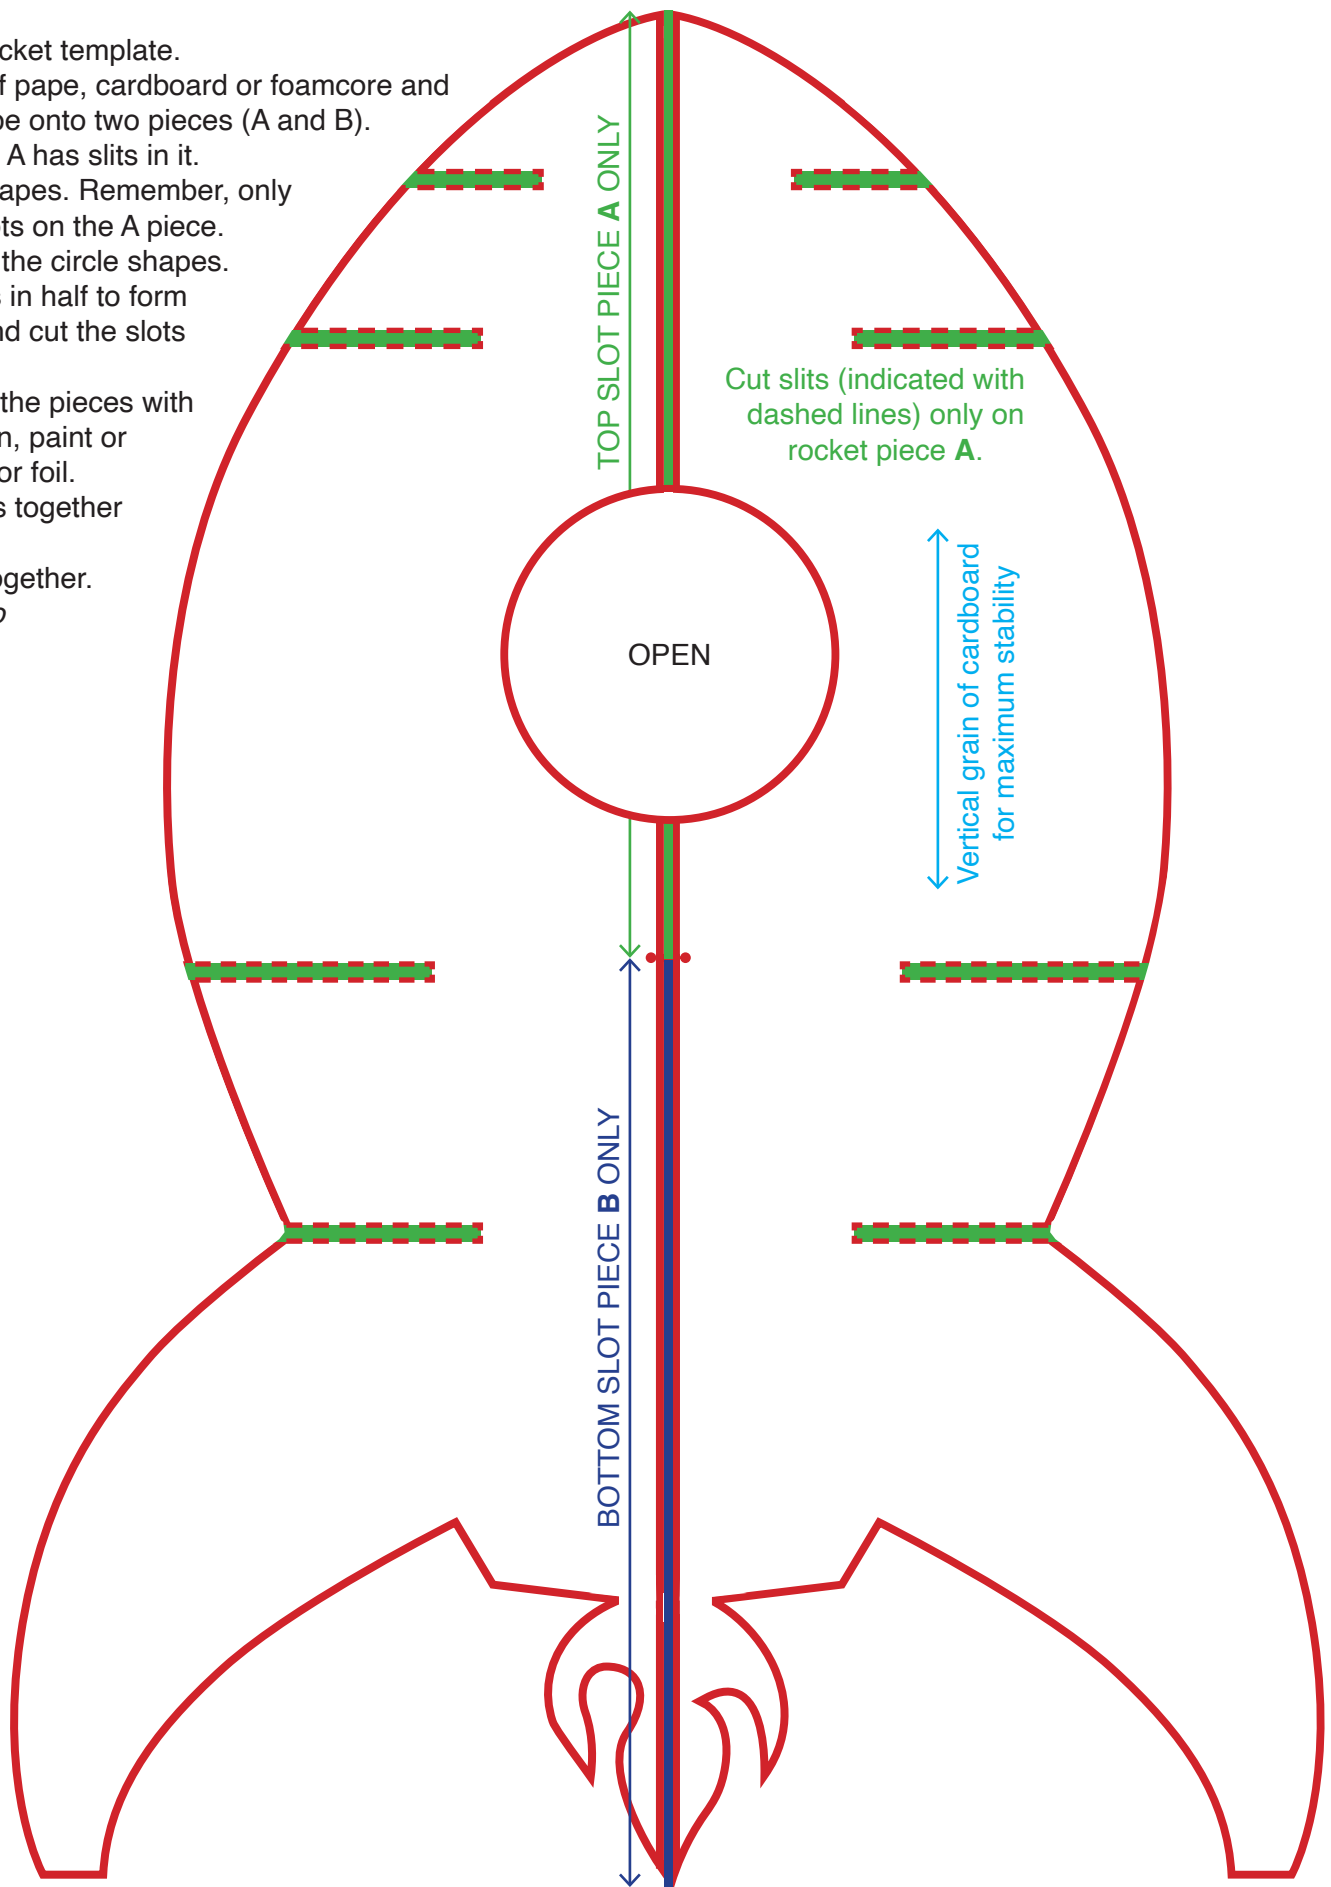 cket template.
f pape, cardboard or foamcore and
pe onto two pieces (A and B).
A has slits in it.
apes. Remember, only
ts on the A piece.
the circle shapes.
s in half to form
nd cut the slots
the pieces with
n, paint or
or foil.
s together
ogether.
TOP SLOT PIECE A ONLY
Cut slits (indicated with
dashed lines) only on
rocket piece A.
OPEN
Vertical grain of cardboard
for maximum stability
BOTTOM SLOT PIECE B ONLY